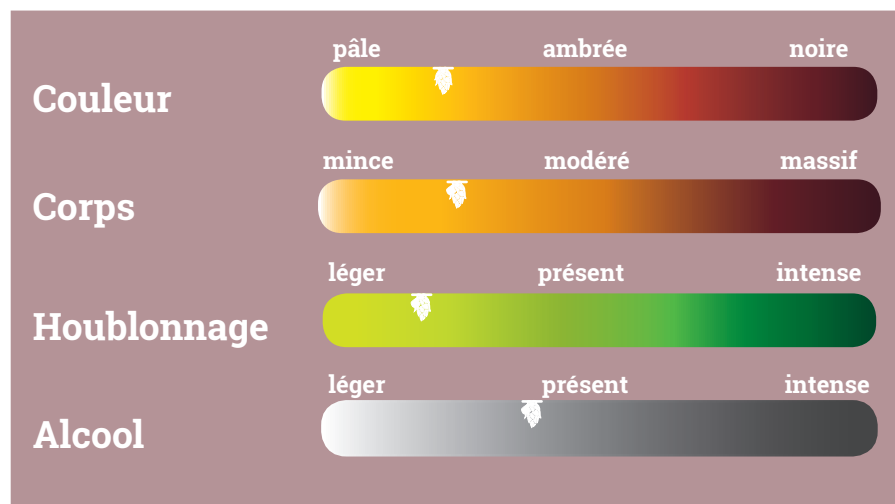 pâle ambrée noire
Couleur
mince modéré massif
Corps
léger présent intense
Houblonnage
léger présent intense
Alcool